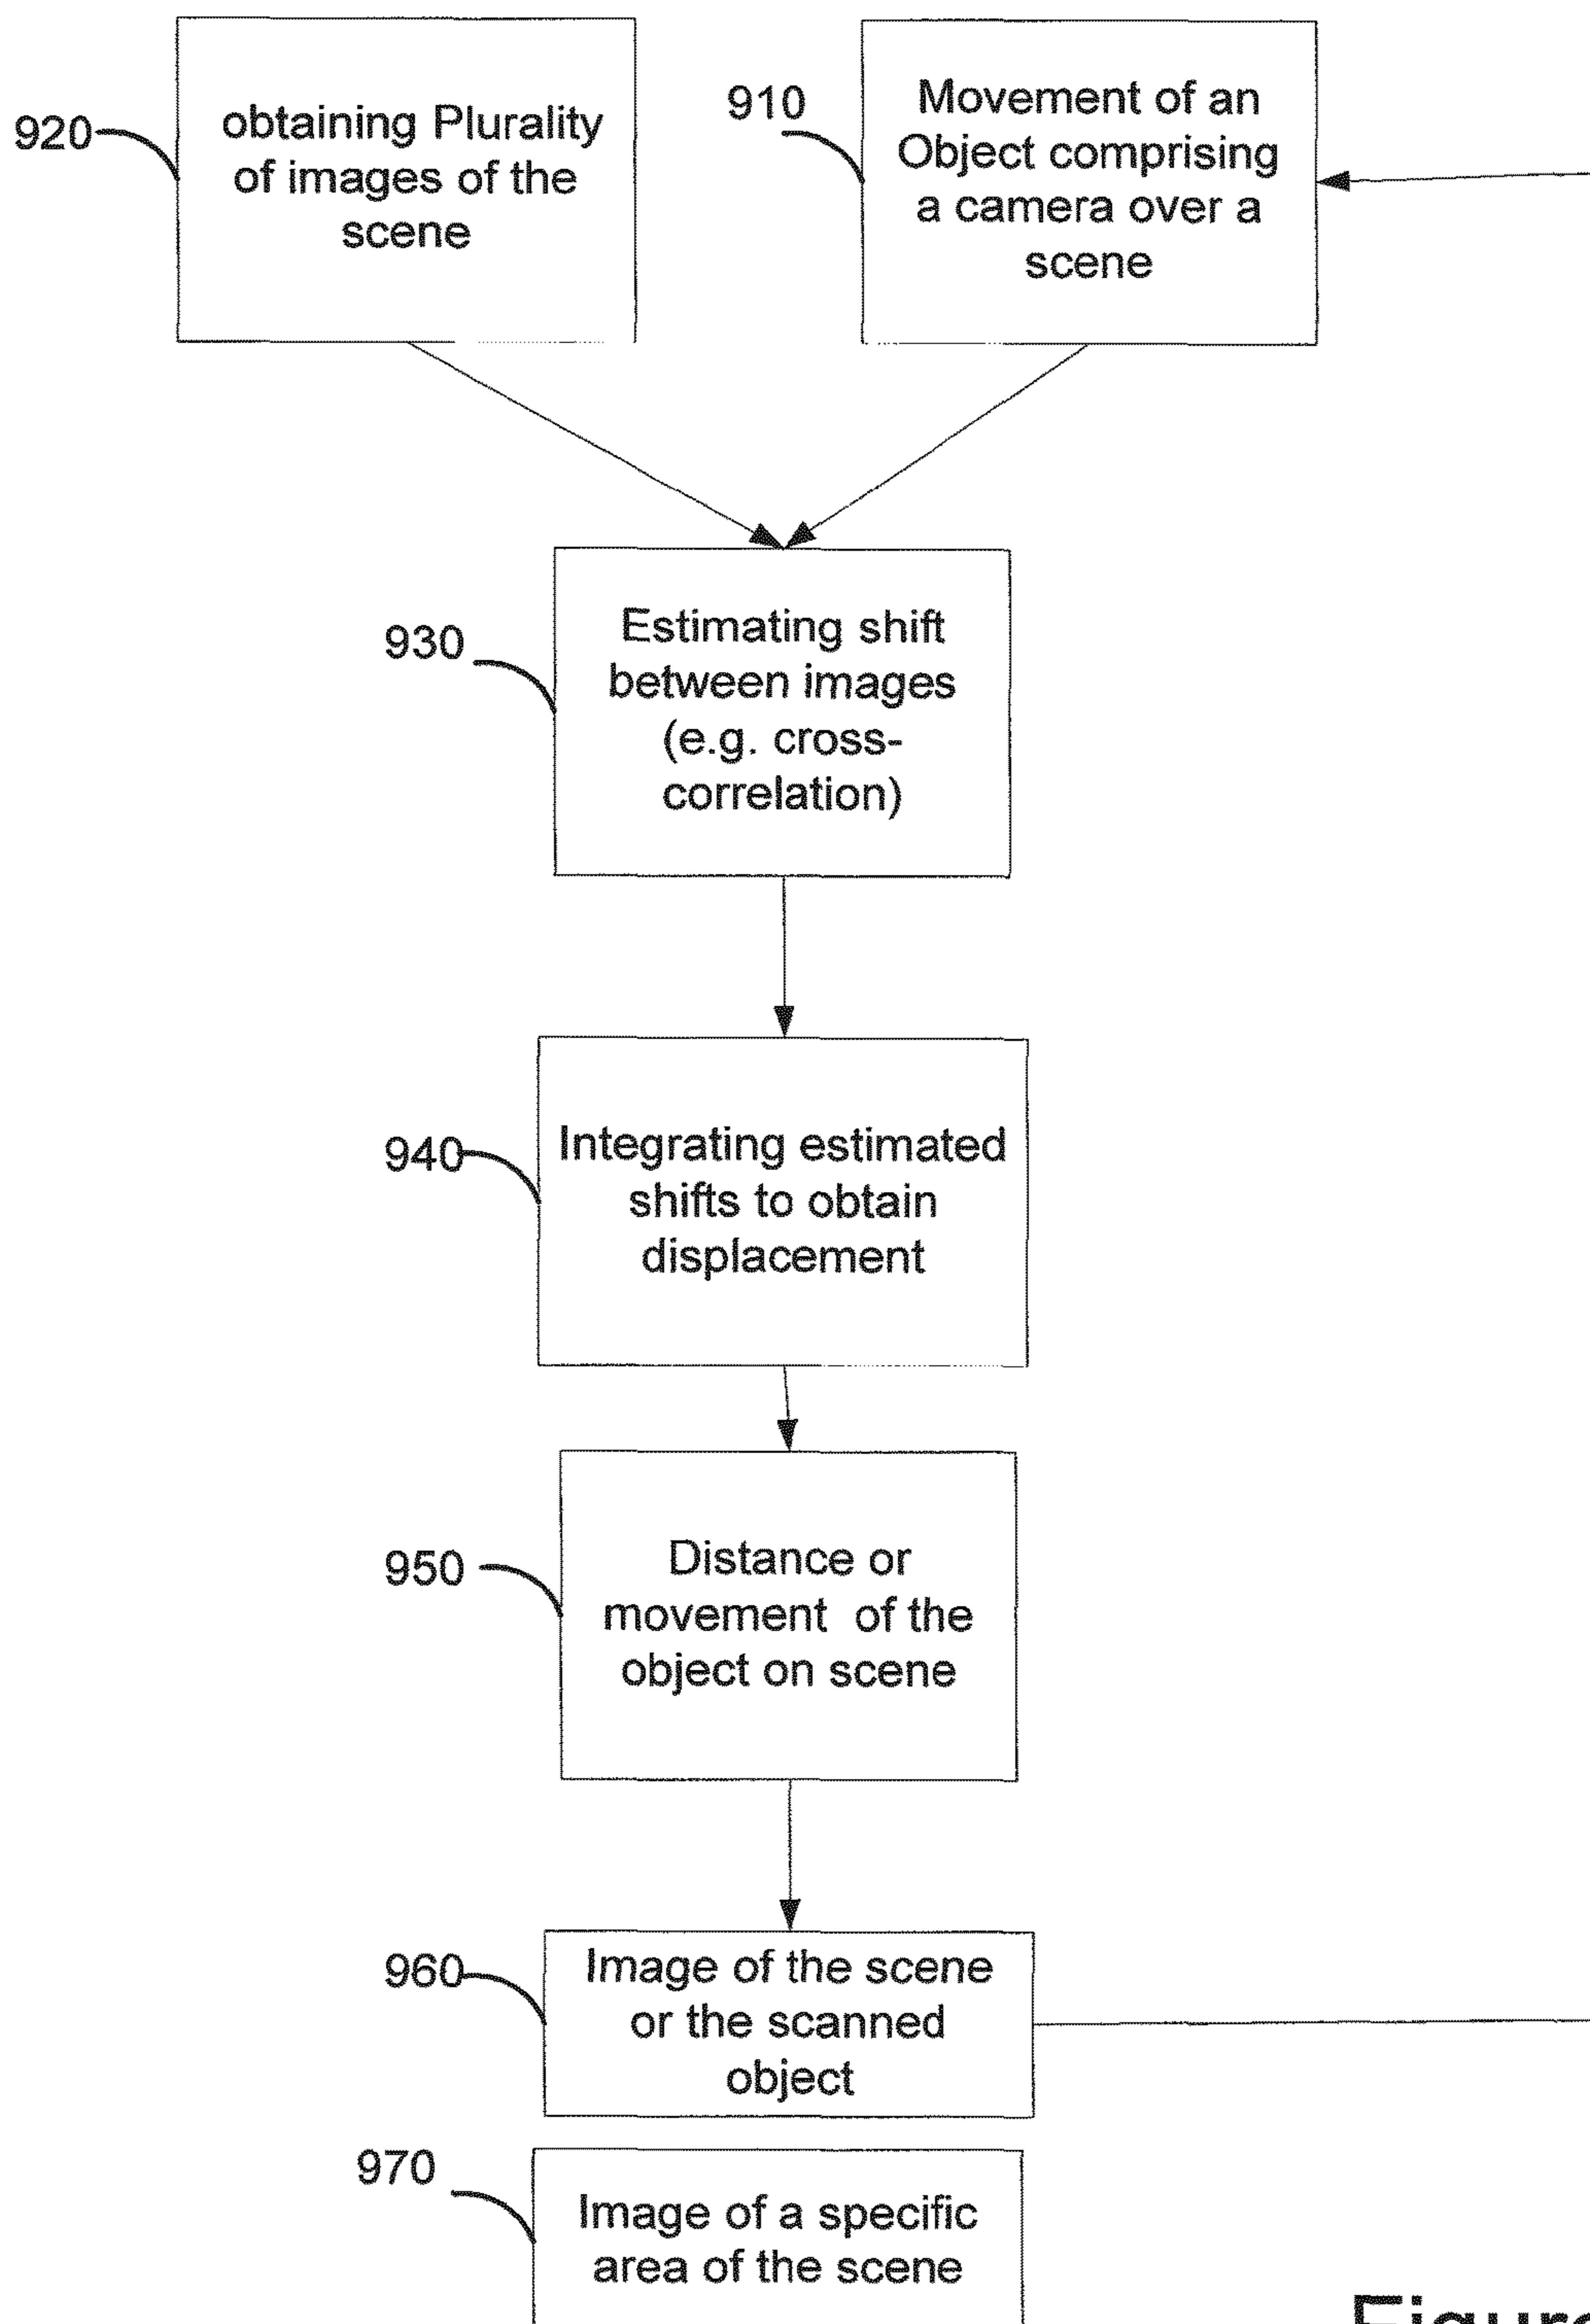 920
obtaining Plurality
of images of the
scene
910
Movement of an
Object comprising
a camera over a
scene
930
Estimating shift
between images
(e.g. cross-
correlation)
940
Integrating estimated
shifts to obtain
displacement
950
Distance or
movement of the
object on scene
960
Image of the scene
or the scanned
object
970
Image of a specific
area of the scene
Figure